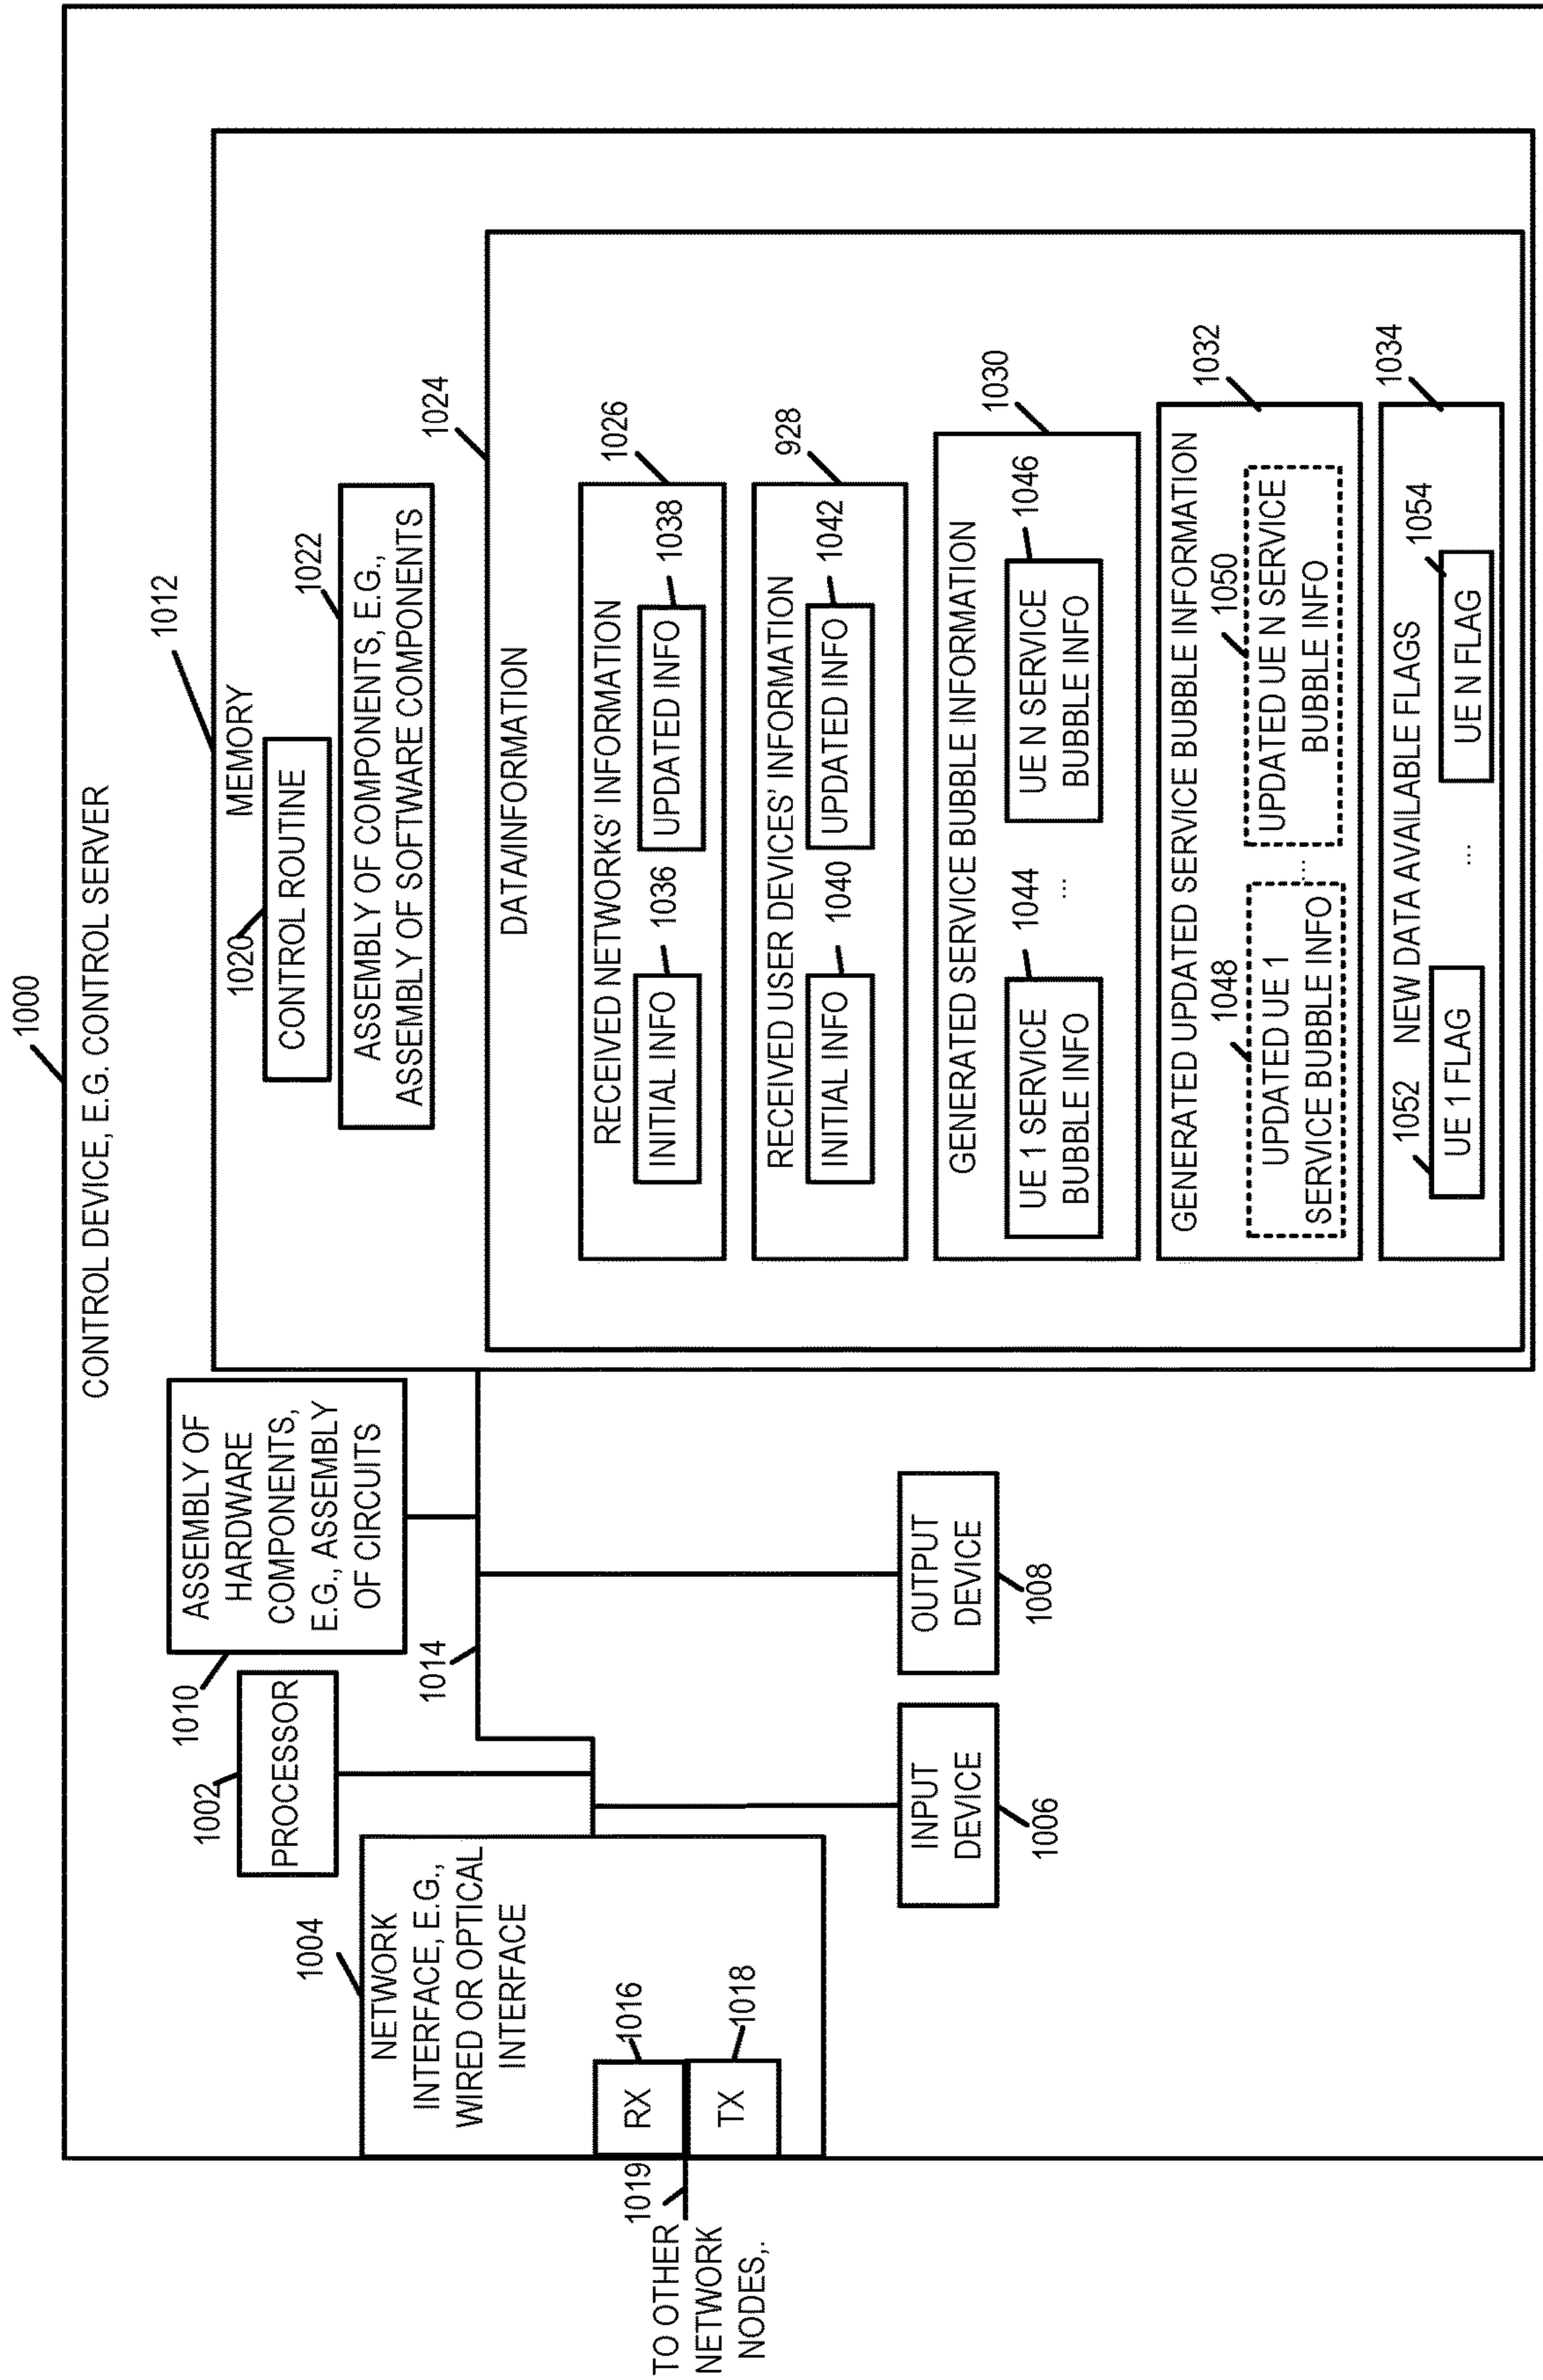 1000
CONTROL DEVICE, E.G. CONTROL SERVER
1010
ASSEMBLY OF
HARDWARE
COMPONENTS,
E.G., ASSEMBLY
OF CIRCUITS
1002
PROCESSOR
1004
NETWORK
INTERFACE, E.G.,
WIRED OR OPTICAL
INTERFACE
RX
1016
TX
1018
1019
TO OTHER
NETWORK
NODES,.
1014
INPUT
DEVICE
1006
OUTPUT
DEVICE
1008
1012
MEMORY
1020
CONTROL ROUTINE
1022
ASSEMBLY OF COMPONENTS, E.G.,
ASSEMBLY OF SOFTWARE COMPONENTS
1024
DATA/INFORMATION
1026
RECEIVED NETWORKS' INFORMATION
INITIAL INFO
1036
UPDATED INFO
1038
928
RECEIVED USER DEVICES' INFORMATION
INITIAL INFO
1040
UPDATED INFO
1042
1030
GENERATED SERVICE BUBBLE INFORMATION
1044
UE 1 SERVICE
BUBBLE INFO
...
1046
UE N SERVICE
BUBBLE INFO
1032
GENERATED UPDATED SERVICE BUBBLE INFORMATION
1048
UPDATED UE 1
SERVICE BUBBLE INFO
...
1050
UPDATED UE N SERVICE
BUBBLE INFO
1034
NEW DATA AVAILABLE FLAGS
1052
UE 1 FLAG
...
1054
UE N FLAG